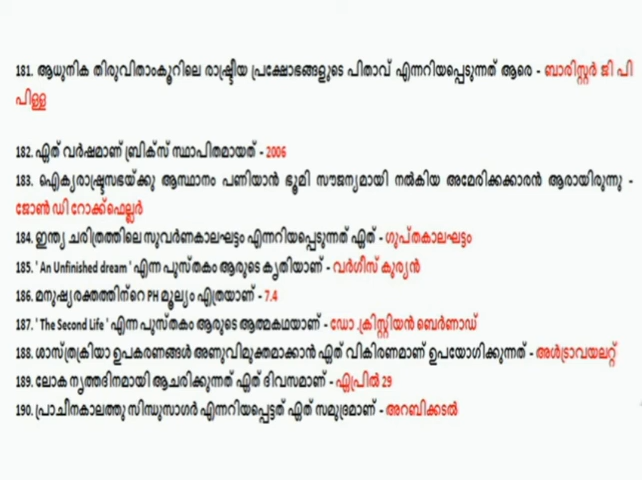 181. ആധുനിക തിരുവിതാംകൂറിലെ രാഷ്ട്രീയ പ്രക്ഷോഭങ്ങളുടെ പിതാവ് എന്നറിയപ്പെടുന്നത് ആരെ - ബാരിസ്റ്റർ ജി പി
പിള്ള
182. ഏത് വർഷമാണ് ബ്രിക്സ് സ്ഥാപിതമായത് - 2006
183. ഐക്യരാഷ്ട്രസഭയ്ക്കു ആസ്ഥാനം പണിയാൻ ഭൂമി സൗജന്യമായി നൽകിയ അമേരിക്കക്കാരൻ ആരായിരുന്നു -
ജോൺ ഡി റോക്ക്ഫെല്ലർ
184. ഇന്ത്യ ചരിത്രത്തിലെ സുവർണകാലഘട്ടം എന്നറിയപ്പെടുന്നത് ഏത് - ഗുപ്തകാലഘട്ടം
185. ' An Unfinished dream ' എന്ന പുസ്തകം ആരുടെ കൃതിയാണ് - വർഗീസ് കുര്യൻ
186. മനുഷ്യരക്തത്തിന്റെ PH മൂല്യം എത്രയാണ് - 7.4
187. ' The Second Life ' എന്ന പുസ്തകം ആരുടെ ആത്മകഥയാണ് - ഡോ .ക്രിസ്റ്റിയൻ ബെർണാഡ്
188. ശാസ്ത്രക്രിയാ ഉപകരണങ്ങൾ അണുവിമുക്തമാക്കാൻ ഏത് വികിരണമാണ് ഉപയോഗിക്കുന്നത് - അൾട്രാവയലറ്റ്
189. ലോക നൃത്തദിനമായി ആചരിക്കുന്നത് ഏത് ദിവസമാണ് - ഏപ്രിൽ 29
190. പ്രാചീനകാലത്തു സിന്ധുസാഗർ എന്നറിയപ്പെട്ടത് ഏത് സമുദ്രമാണ് - അറബിക്കടൽ